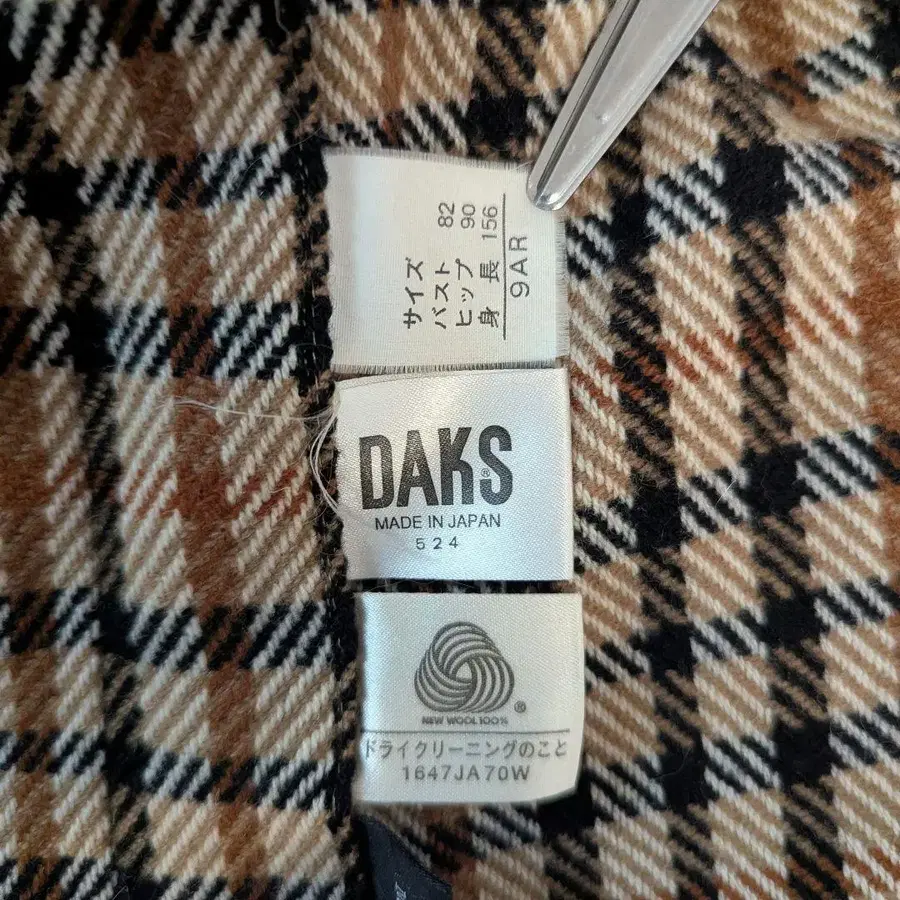 サイズ
バスト 82
ヒップ 90
身長 156
9AR
DAKS®
MADE IN JAPAN
524
®
NEW WOOL 100%
ドライクリーニングのこと
1647JA70W